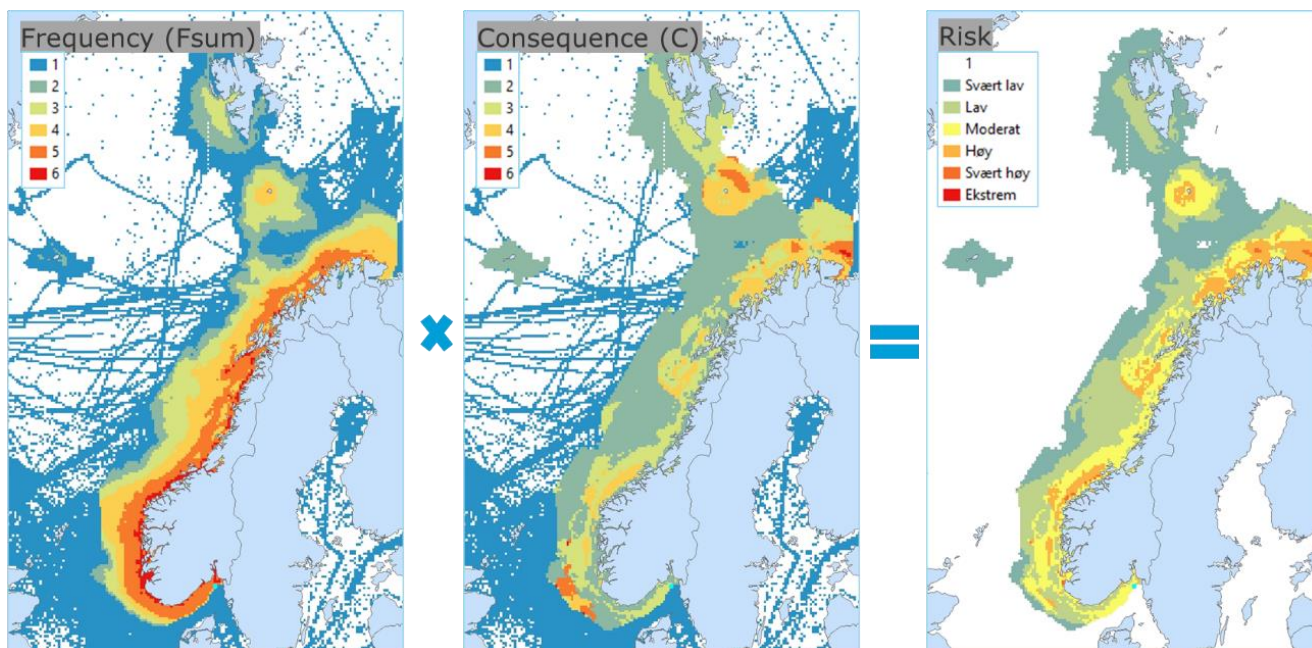 Frequency (Fsum)
1
2
3
4
5
6
Consequence (C)
1
2
3
4
5
6
Risk
1
Svært lav
Lav
Moderat
Høy
Svært høy
Ekstrem